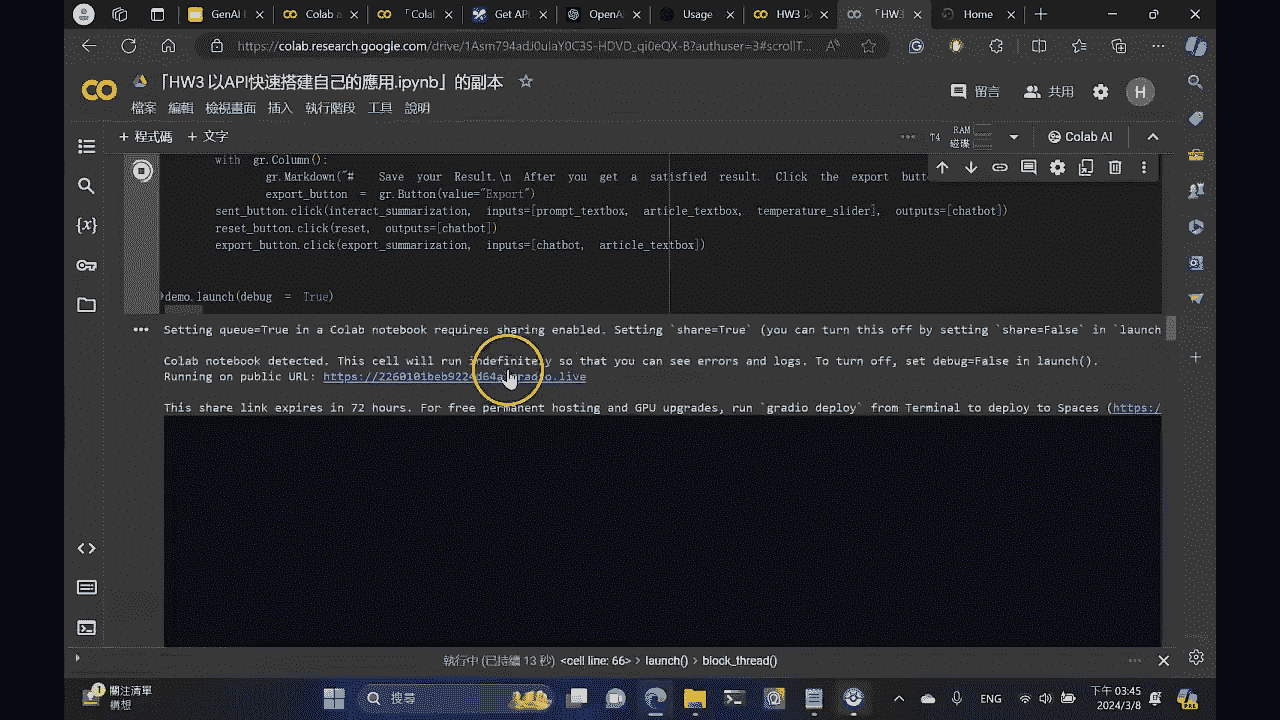 GenAI
Colab a
「Colal
Get API
OpenA
Usage
HW3
「HW3
Home
https://colab.research.google.com/drive/1Asm794adJ0ulaY0C3S-HDVD_qi0eQX-B?authuser=3#scrollT...
「HW3 以API快速搭建自己的應用.ipynb」的副本
留言
共用
H
檔案 編輯 檢視畫面 插入 執行階段 工具 說明
+ 程式碼 + 文字
T4
RAM
磁碟
Colab AI
with gr.Column():
gr.Markdown("# Save your Result.\n After you get a satisfied result. Click the export butt
export_button = gr.Button(value="Export")
sent_button.click(interact_summarization, inputs=[prompt_textbox, article_textbox, temperature_slider], outputs=[chatbot])
reset_button.click(reset, outputs=[chatbot])
export_button.click(export_summarization, inputs=[chatbot, article_textbox])
demo.launch(debug = True)
Setting queue=True in a Colab notebook requires sharing enabled. Setting `share=True` (you can turn this off by setting `share=False` in `launch
Colab notebook detected. This cell will run indefinitely so that you can see errors and logs. To turn off, set debug=False in launch().
Running on public URL:
This share link expires in 72 hours. For free permanent hosting and GPU upgrades, run `gradio deploy` from Terminal to deploy to Spaces (https:/
執行中 (已持續 13 秒) <cell line: 66> > launch() > block_thread()
關注清單
構想
搜尋
ENG
下午 03:45
2024/3/8